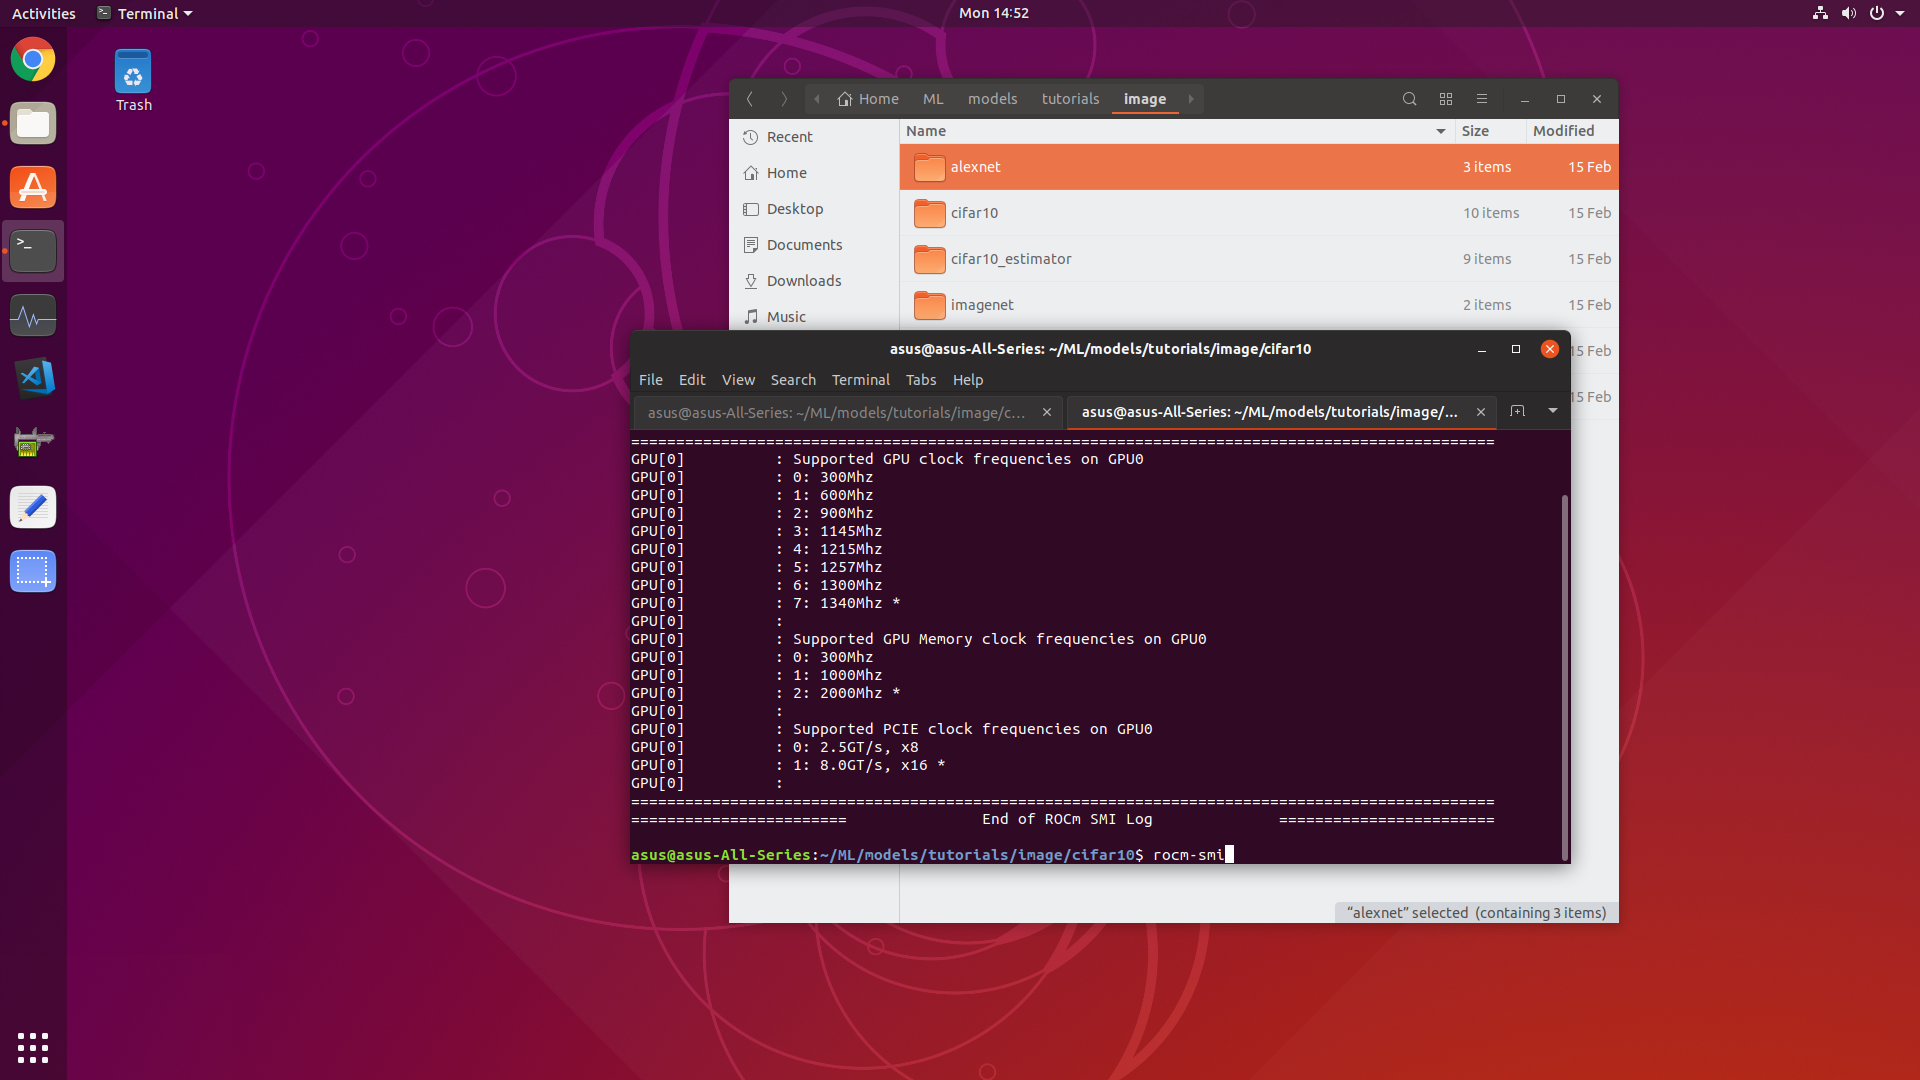 Activities Terminal Mon 14:52
Trash
Home ML models tutorials image
Name Size Modified
Recent
Home
Desktop
Documents
Downloads
Music
alexnet 3 items 15 Feb
cifar10 10 items 15 Feb
cifar10_estimator 9 items 15 Feb
imagenet 2 items 15 Feb
15 Feb
15 Feb
asus@asus-All-Series: ~/ML/models/tutorials/image/cifar10
File Edit View Search Terminal Tabs Help
asus@asus-All-Series: ~/ML/models/tutorials/image/c... asus@asus-All-Series: ~/ML/models/tutorials/image/...
================================================================================================
GPU[0] : Supported GPU clock frequencies on GPU0
GPU[0] : 0: 300Mhz
GPU[0] : 1: 600Mhz
GPU[0] : 2: 900Mhz
GPU[0] : 3: 1145Mhz
GPU[0] : 4: 1215Mhz
GPU[0] : 5: 1257Mhz
GPU[0] : 6: 1300Mhz
GPU[0] : 7: 1340Mhz *
GPU[0] :
GPU[0] : Supported GPU Memory clock frequencies on GPU0
GPU[0] : 0: 300Mhz
GPU[0] : 1: 1000Mhz
GPU[0] : 2: 2000Mhz *
GPU[0] :
GPU[0] : Supported PCIE clock frequencies on GPU0
GPU[0] : 0: 2.5GT/s, x8
GPU[0] : 1: 8.0GT/s, x16 *
GPU[0] :
================================================================================================
======================== End of ROCm SMI Log ========================
asus@asus-All-Series:~/ML/models/tutorials/image/cifar10$ rocm-smi
“alexnet” selected (containing 3 items)